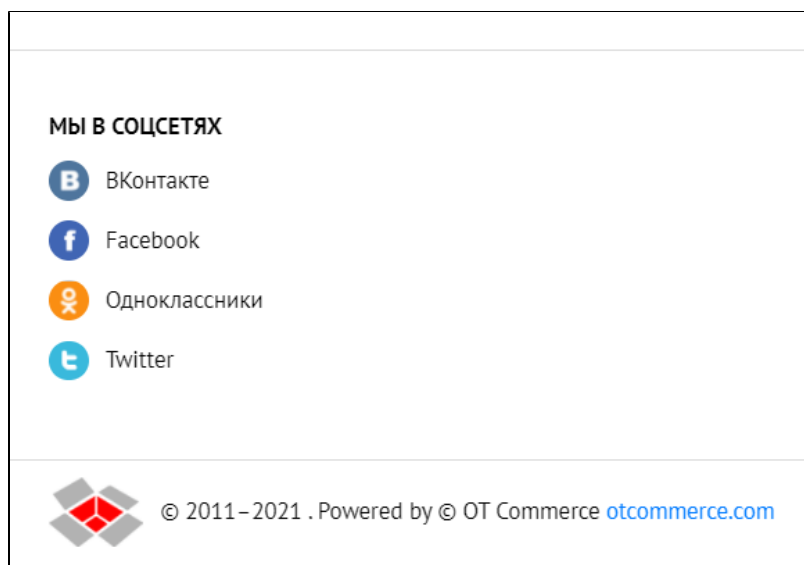 МЫ В СОЦСЕТЯХ
ВКонтакте
Facebook
Одноклассники
Twitter
© 2011–2021 . Powered by © OT Commerce otcommerce.com